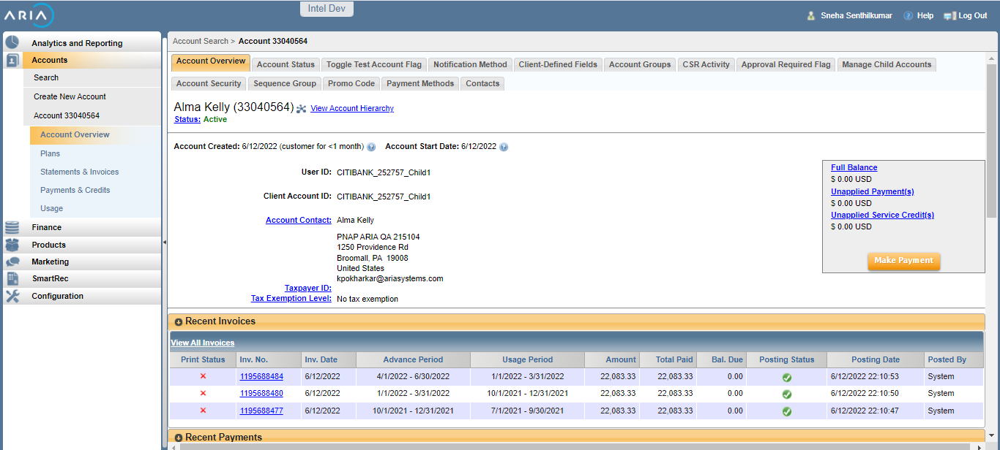 ARIA
Intel Dev
Sneha Senthilkumar Help Log Out
Analytics and Reporting
Accounts
Search
Create New Account
Account 33040564
Account Overview
Plans
Statements & Invoices
Payments & Credits
Usage
Finance
Products
Marketing
SmartRec
Configuration
Account Search > Account 33040564
Account Overview Account Status Toggle Test Account Flag Notification Method Client-Defined Fields Account Groups CSR Activity Approval Required Flag Manage Child Accounts
Account Security Sequence Group Promo Code Payment Methods Contacts
Alma Kelly (33040564) View Account Hierarchy
Status: Active
Account Created: 6/12/2022 (customer for <1 month) Account Start Date: 6/12/2022
User ID: CITIBANK_252757_Child1
Client Account ID: CITIBANK_252757_Child1
Account Contact: Alma Kelly
PNAP ARIA QA 215104
1250 Providence Rd
Broomall, PA 19008
United States
kpokharkar@ariasystems.com
Taxpayer ID:
Tax Exemption Level: No tax exemption
Full Balance
$ 0.00 USD
Unapplied Payment(s)
$ 0.00 USD
Unapplied Service Credit(s)
$ 0.00 USD
Make Payment
Recent Invoices
View All Invoices
Print Status Inv. No. Inv. Date Advance Period Usage Period Amount Total Paid Bal. Due Posting Status Posting Date Posted By
1195688484 6/12/2022 4/1/2022 - 6/30/2022 1/1/2022 - 3/31/2022 22,083.33 22,083.33 0.00 6/12/2022 22:10:53 System
1195688480 6/12/2022 1/1/2022 - 3/31/2022 10/1/2021 - 12/31/2021 22,083.33 22,083.33 0.00 6/12/2022 22:10:50 System
1195688477 6/12/2022 10/1/2021 - 12/31/2021 7/1/2021 - 9/30/2021 22,083.33 22,083.33 0.00 6/12/2022 22:10:47 System
Recent Payments